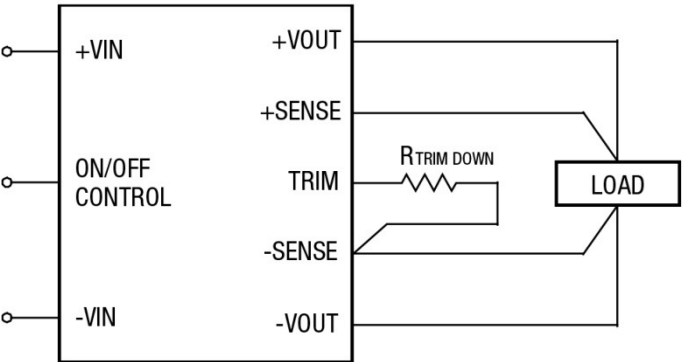 +VOUT
+VIN
+SENSE
RTRIM DOWN
ON/OFF
CONTROL
TRIM
LOAD
-SENSE
-VIN
-VOUT